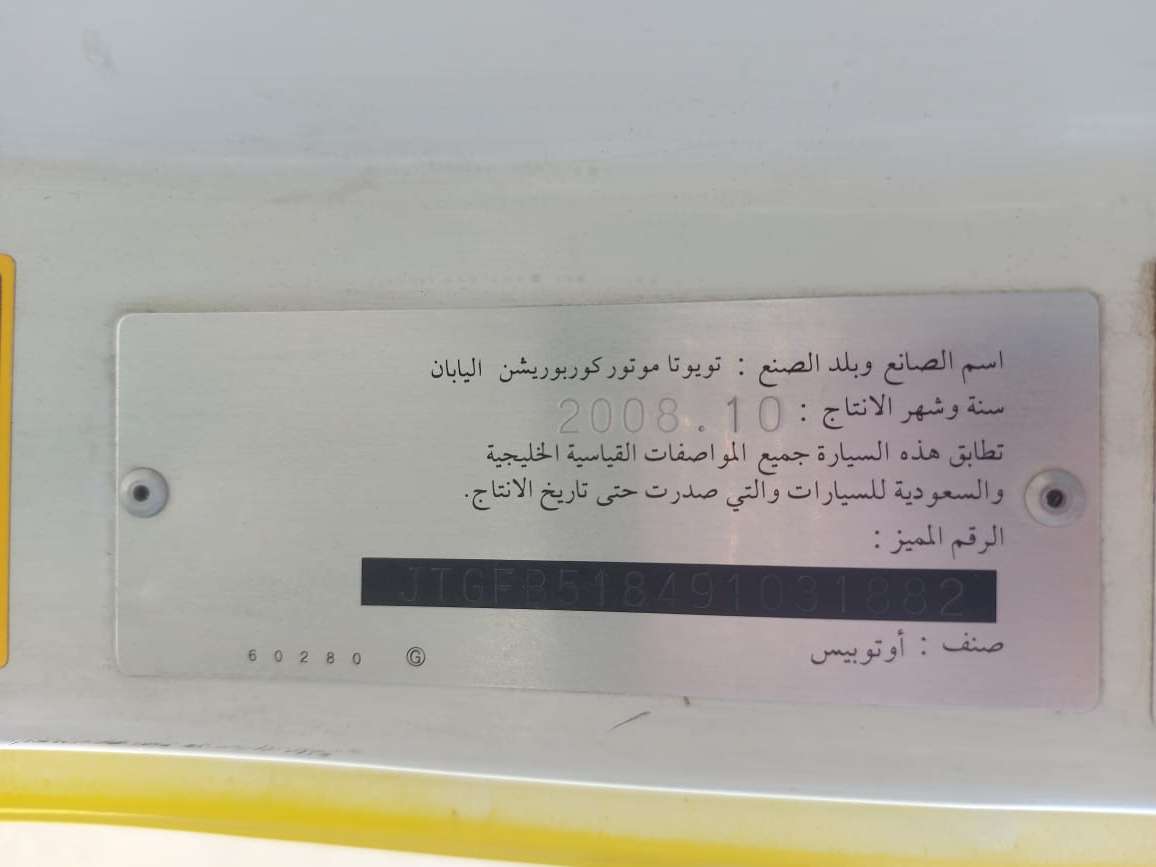 اسم الصانع وبلد الصنع : تويوتا موتور كوربوريشن اليابان
سنة وشهر الانتاج : 2008.10
تطابق هذه السيارة جميع المواصفات القياسية الخليجية
والسعودية للسيارات والتي صدرت حتى تاريخ الانتاج.
الرقم المميز :
JTGFB518491031882
صنف : أوتوبيس
60280 Ⓖ